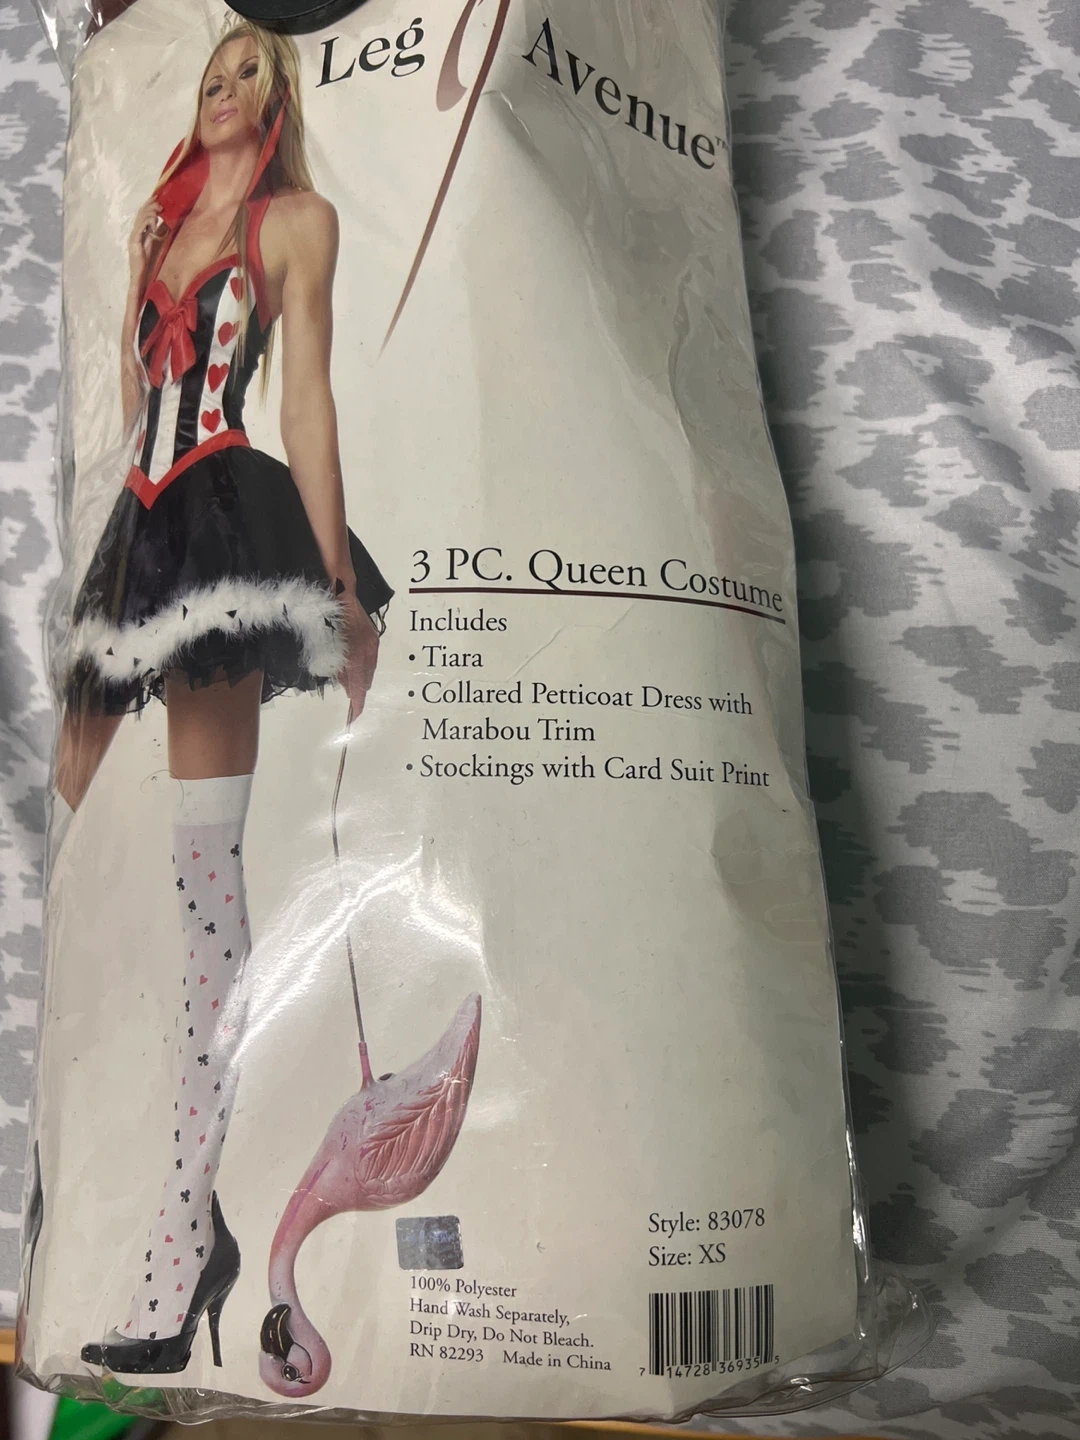 Leg Avenue™
3 PC. Queen Costume
Includes
• Tiara
• Collared Petticoat Dress with
Marabou Trim
• Stockings with Card Suit Print
Style: 83078
Size: XS
100% Polyester
Hand Wash Separately,
Drip Dry, Do Not Bleach.
RN 82293 Made in China
7 14728 36935 5